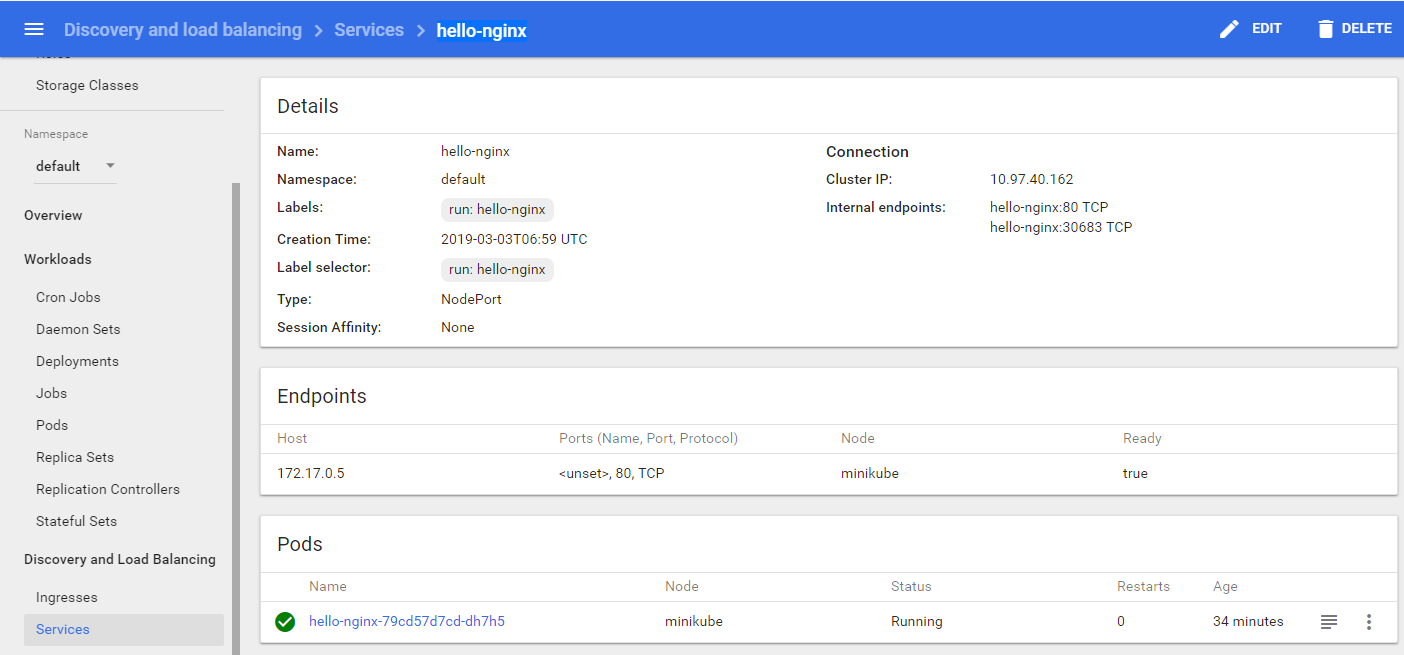 Discovery and load balancing > Services > hello-nginx
EDIT
DELETE
Storage Classes
Namespace
default
Overview
Workloads
Cron Jobs
Daemon Sets
Deployments
Jobs
Pods
Replica Sets
Replication Controllers
Stateful Sets
Discovery and Load Balancing
Ingresses
Services
Details
Name: hello-nginx
Namespace: default
Labels: run: hello-nginx
Creation Time: 2019-03-03T06:59 UTC
Label selector: run: hello-nginx
Type: NodePort
Session Affinity: None
Connection
Cluster IP: 10.97.40.162
Internal endpoints: hello-nginx:80 TCP
hello-nginx:30683 TCP
Endpoints
Host Ports (Name, Port, Protocol) Node Ready
172.17.0.5 <unset>, 80, TCP minikube true
Pods
Name Node Status Restarts Age
hello-nginx-79cd57d7cd-dh7h5 minikube Running 0 34 minutes